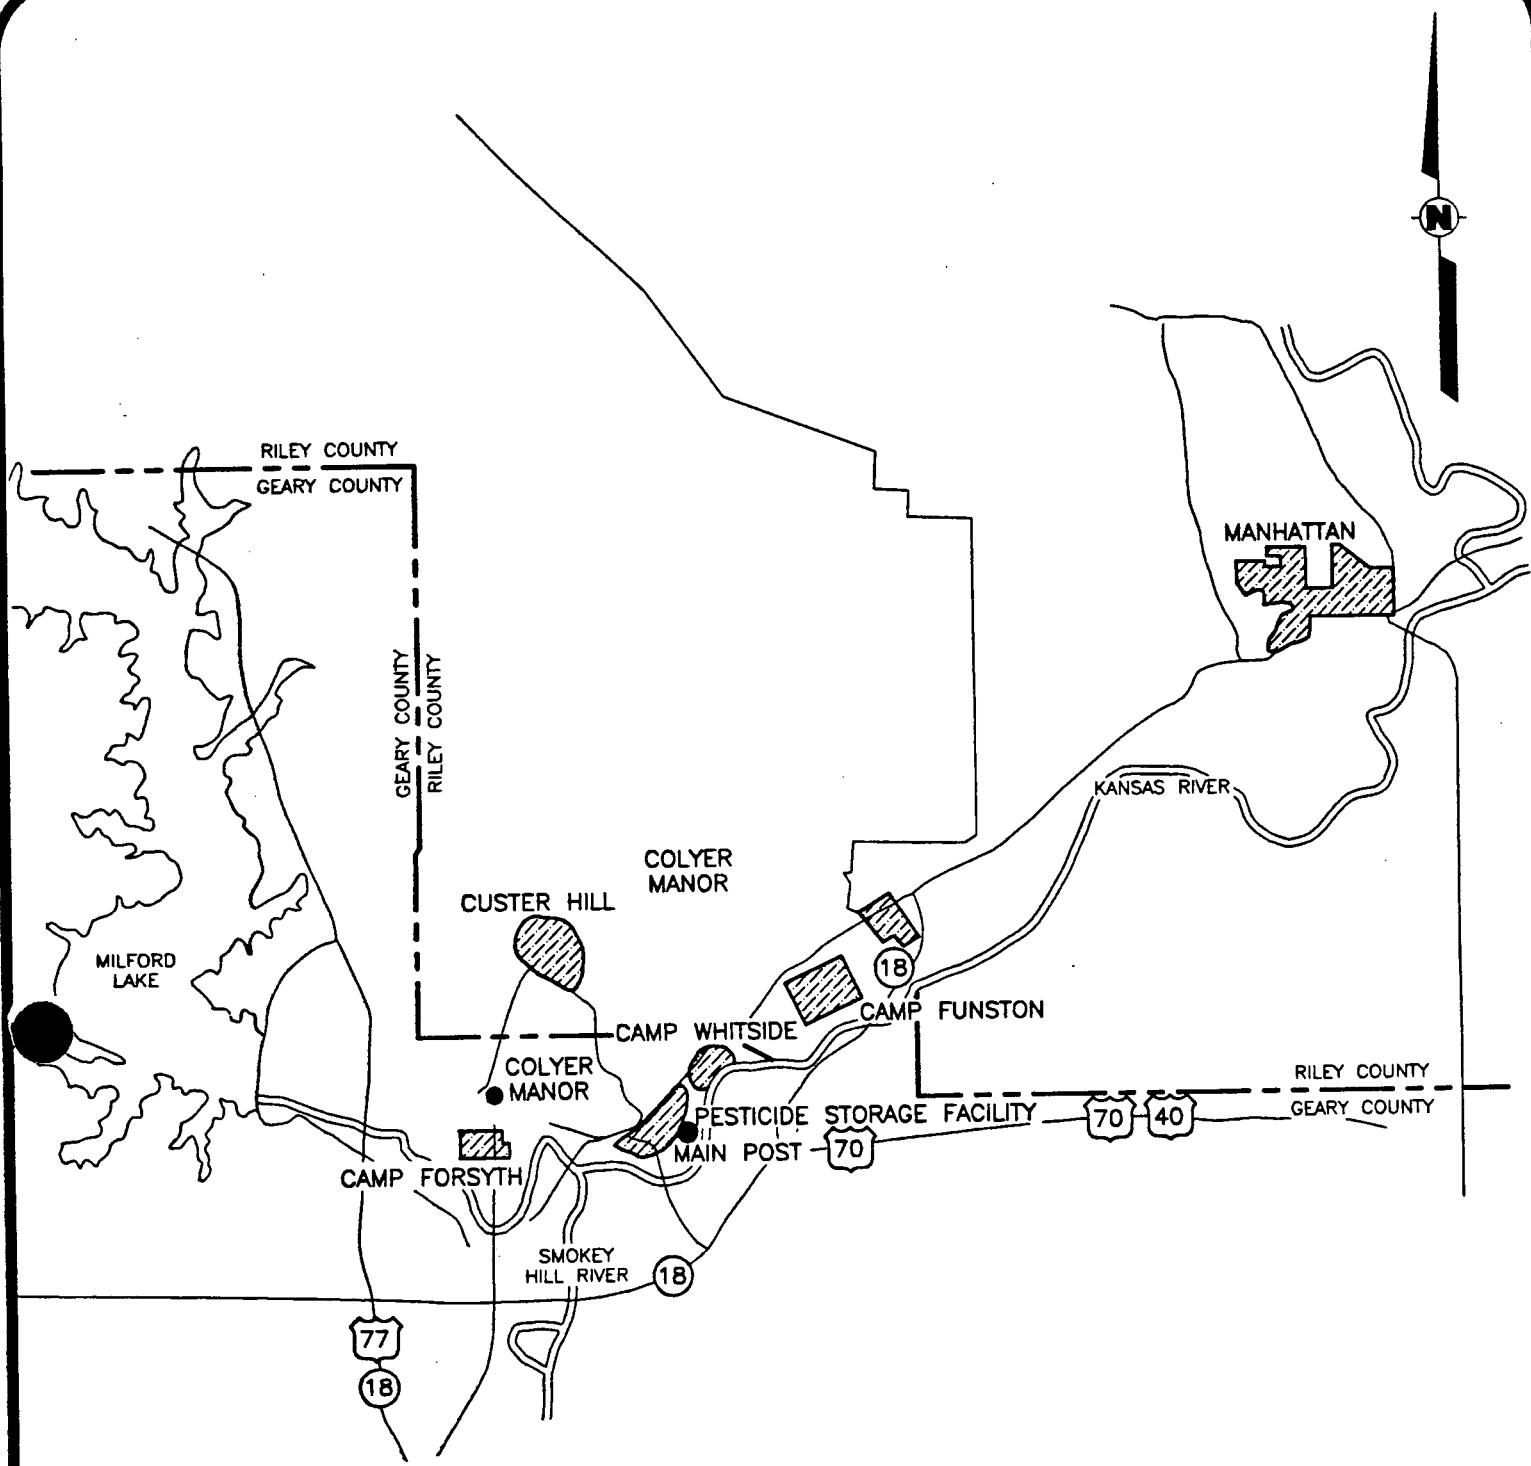 N
RILEY COUNTY
GEARY COUNTY
MANHATTAN
GEARY COUNTY
RILEY COUNTY
KANSAS RIVER
COLYER
MANOR
CUSTER HILL
MILFORD
LAKE
18
CAMP FUNSTON
CAMP WHITSIDE
COLYER
MANOR
RILEY COUNTY
GEARY COUNTY
PESTICIDE STORAGE FACILITY
70
40
MAIN POST
70
CAMP FORSYTH
SMOKEY
HILL RIVER
18
77
18